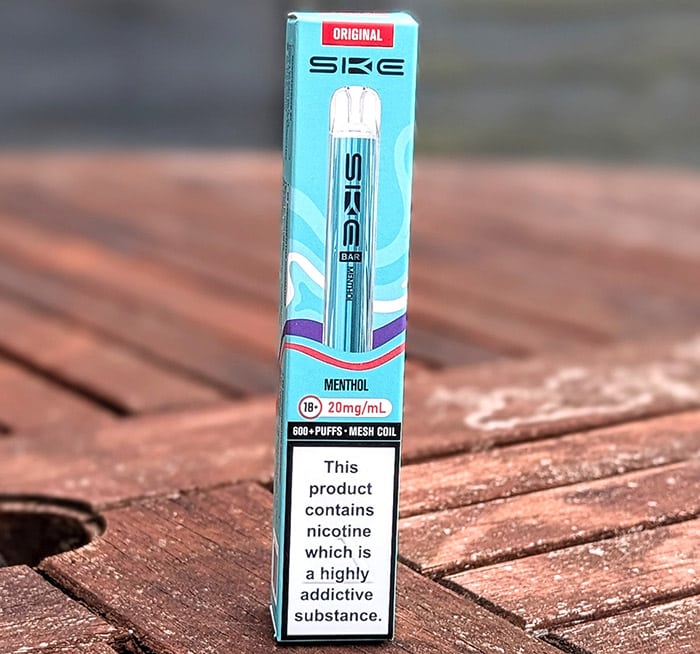 ORIGINAL
SKE
SKE
BAR
MENTHOL
MENTHOL
18+ 20mg/mL
600+PUFFS · MESH COIL
This
product
contains
nicotine
which is
a highly
addictive
substance.